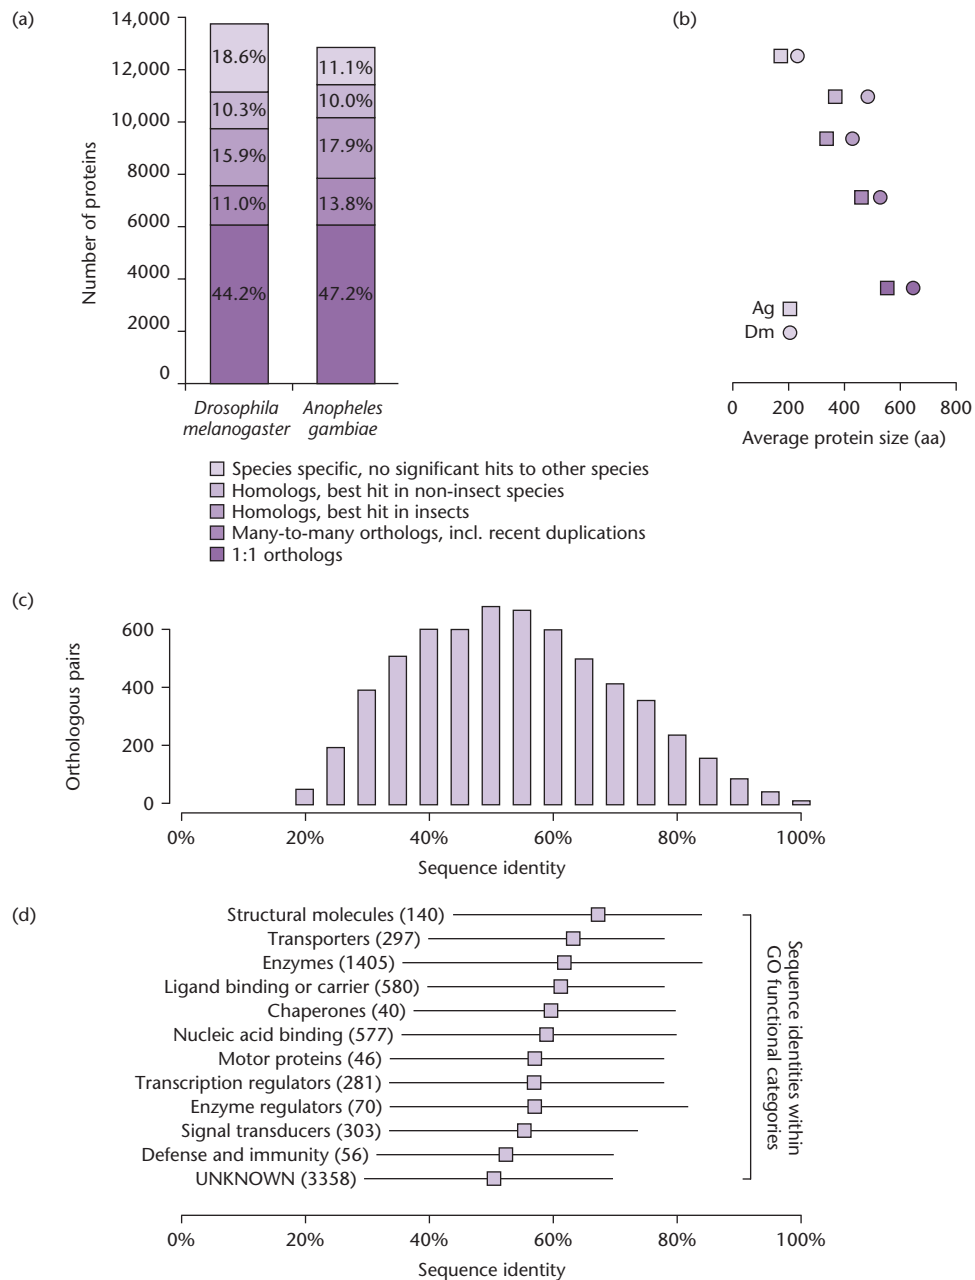 (a)
14,000
12,000
10,000
8000
6000
4000
2000
0
Number of proteins
18.6%
10.3%
15.9%
11.0%
44.2%
11.1%
10.0%
17.9%
13.8%
47.2%
Drosophila
melanogaster
Anopheles
gambiae
Species specific, no significant hits to other species
Homologs, best hit in non-insect species
Homologs, best hit in insects
Many-to-many orthologs, incl. recent duplications
1:1 orthologs
(b)
Ag
Dm
0 200 400 600 800
Average protein size (aa)
(c)
Orthologous pairs
600
400
200
0
0% 20% 40% 60% 80% 100%
Sequence identity
(d)
Structural molecules (140)
Transporters (297)
Enzymes (1405)
Ligand binding or carrier (580)
Chaperones (40)
Nucleic acid binding (577)
Motor proteins (46)
Transcription regulators (281)
Enzyme regulators (70)
Signal transducers (303)
Defense and immunity (56)
UNKNOWN (3358)
Sequence identities within
GO functional categories
0% 20% 40% 60% 80% 100%
Sequence identity